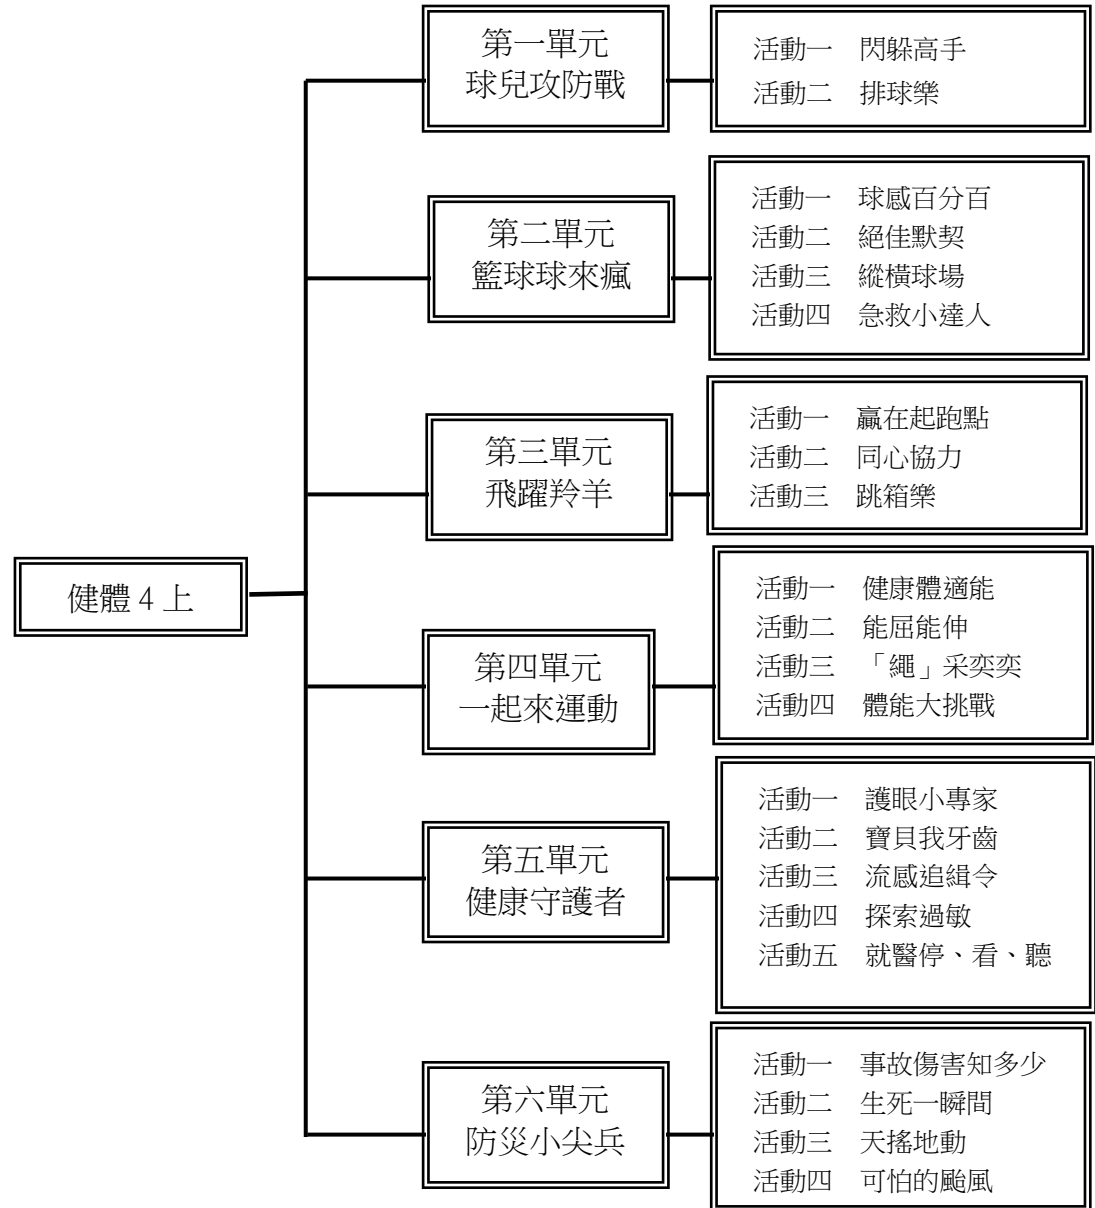 健體 4 上
第一單元
球兒攻防戰
活動一　閃躲高手
活動二　排球樂
第二單元
籃球球來瘋
活動一　球感百分百
活動二　絕佳默契
活動三　縱橫球場
活動四　急救小達人
第三單元
飛躍羚羊
活動一　贏在起跑點
活動二　同心協力
活動三　跳箱樂
第四單元
一起來運動
活動一　健康體適能
活動二　能屈能伸
活動三　「繩」采奕奕
活動四　體能大挑戰
第五單元
健康守護者
活動一　護眼小專家
活動二　寶貝我牙齒
活動三　流感追緝令
活動四　探索過敏
活動五　就醫停、看、聽
第六單元
防災小尖兵
活動一　事故傷害知多少
活動二　生死一瞬間
活動三　天搖地動
活動四　可怕的颱風